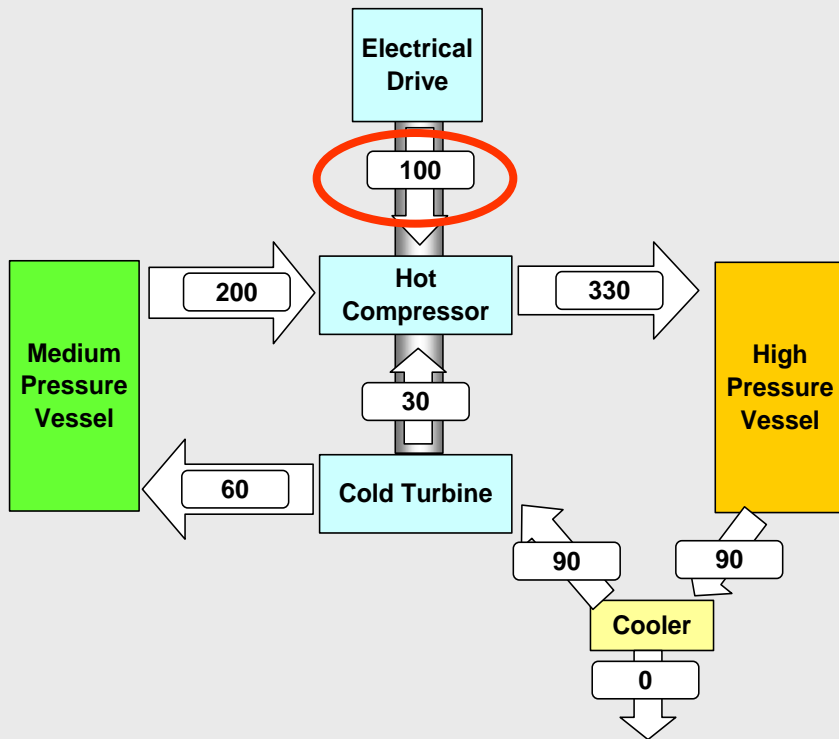 Electrical
Drive
100
200
Hot
Compressor
330
Medium
Pressure
Vessel
High
Pressure
Vessel
30
60
Cold Turbine
90
90
Cooler
0